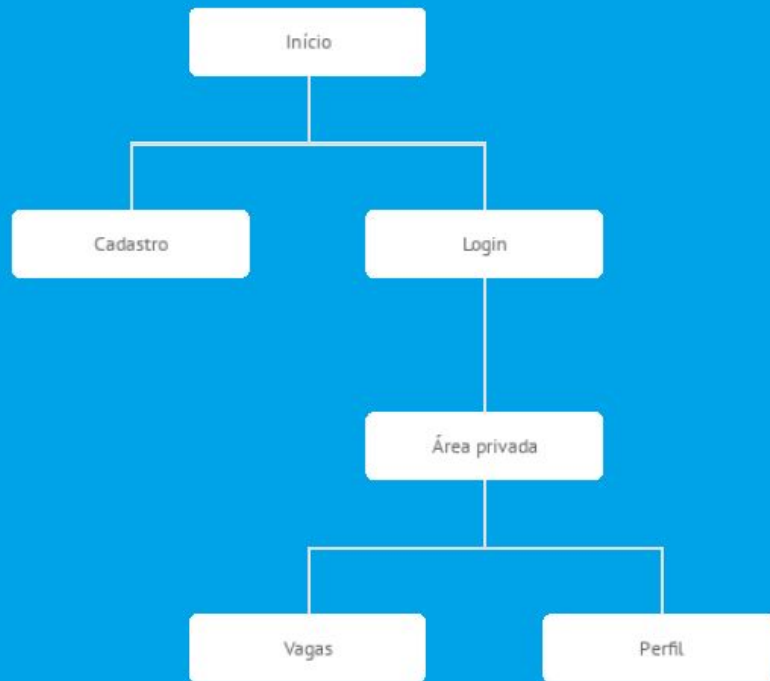 Início
Cadastro
Login
Área privada
Vagas
Perfil